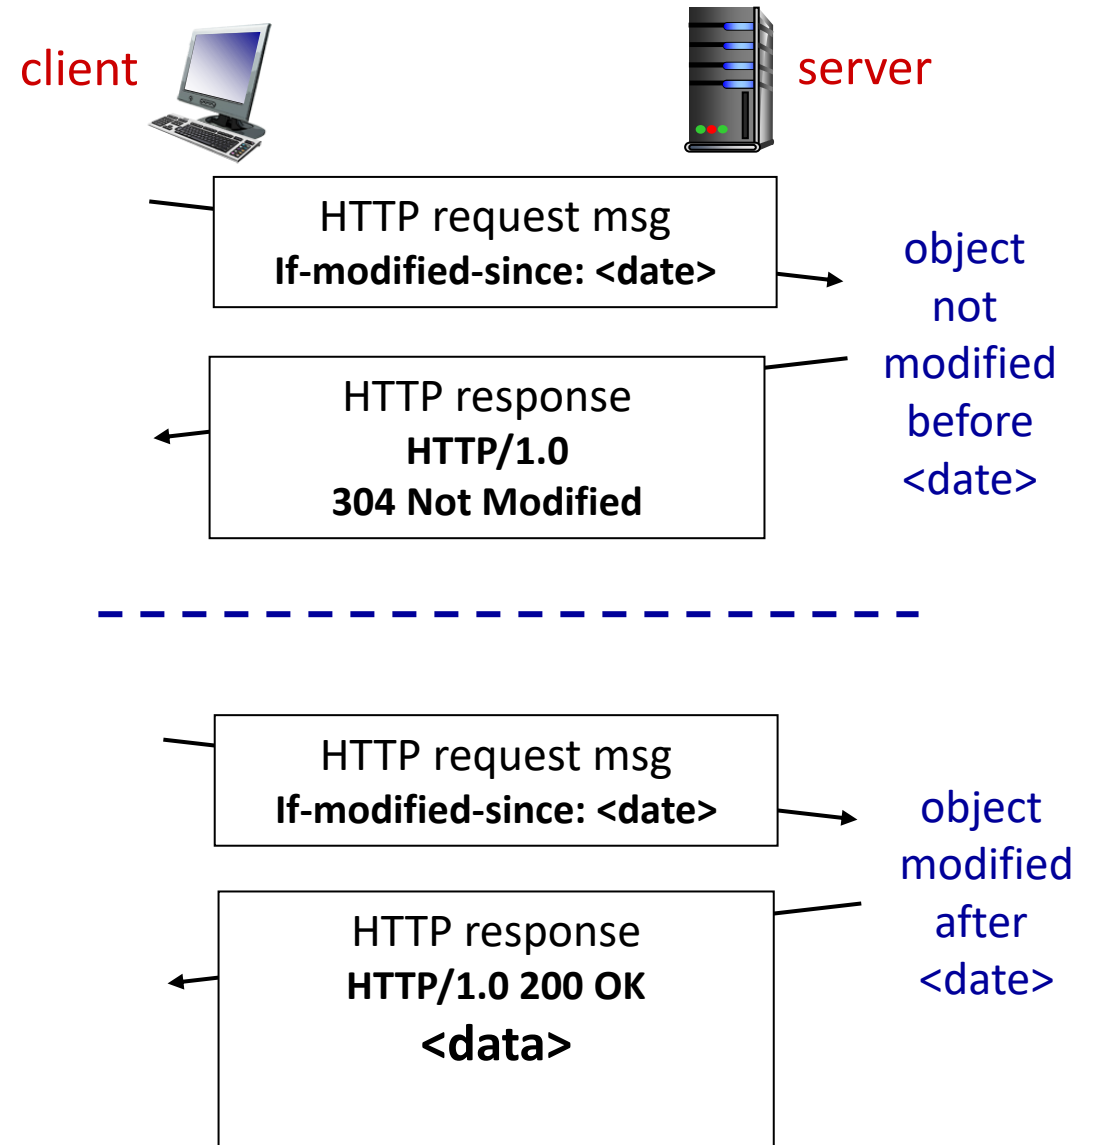 client
server
HTTP request msg
If-modified-since: <date>
object
not
modified
before
<date>
HTTP response
HTTP/1.0
304 Not Modified
HTTP request msg
If-modified-since: <date>
object
modified
after
<date>
HTTP response
HTTP/1.0 200 OK
<data>